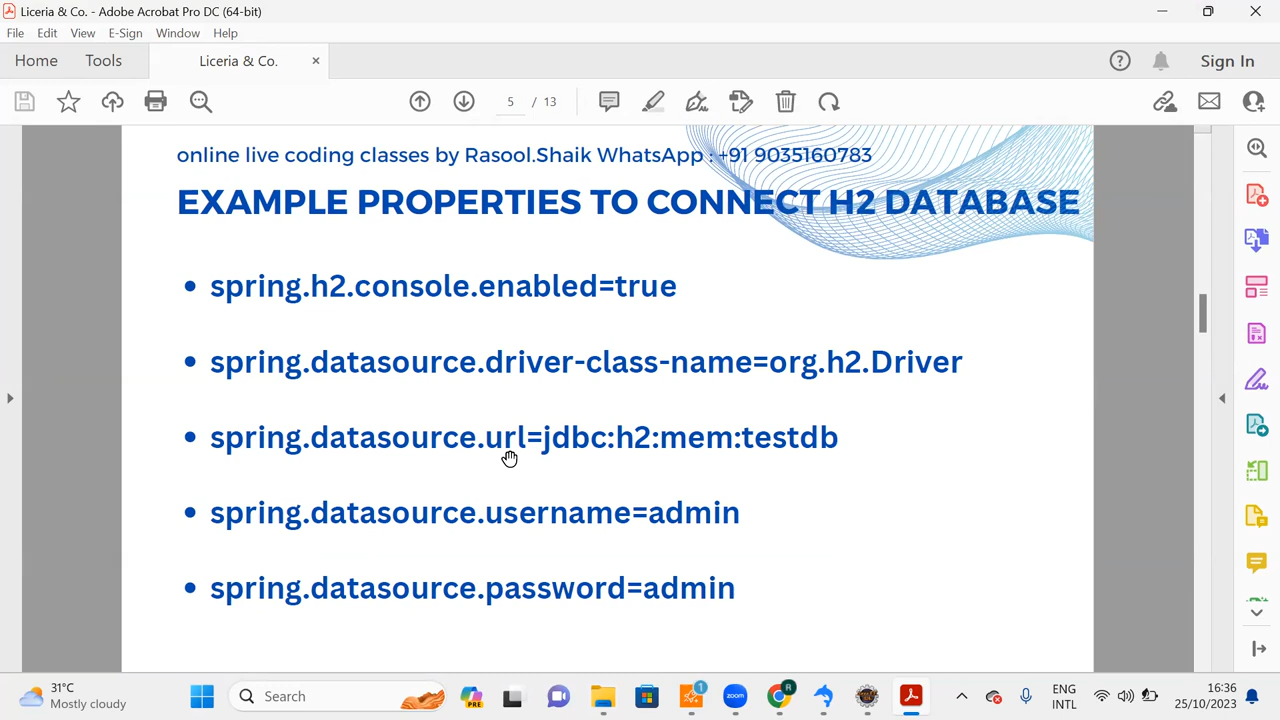 Liceria & Co. - Adobe Acrobat Pro DC (64-bit)
File Edit View E-Sign Window Help
Home Tools Liceria & Co. × Sign In
5 / 13
online live coding classes by Rasool.Shaik WhatsApp : +91 9035160783
EXAMPLE PROPERTIES TO CONNECT H2 DATABASE
• spring.h2.console.enabled=true
• spring.datasource.driver-class-name=org.h2.Driver
• spring.datasource.url=jdbc:h2:mem:testdb
• spring.datasource.username=admin
• spring.datasource.password=admin
31°C
Mostly cloudy
Search
PRE
1
zoom
R
ENG
INTL
16:36
25/10/2023